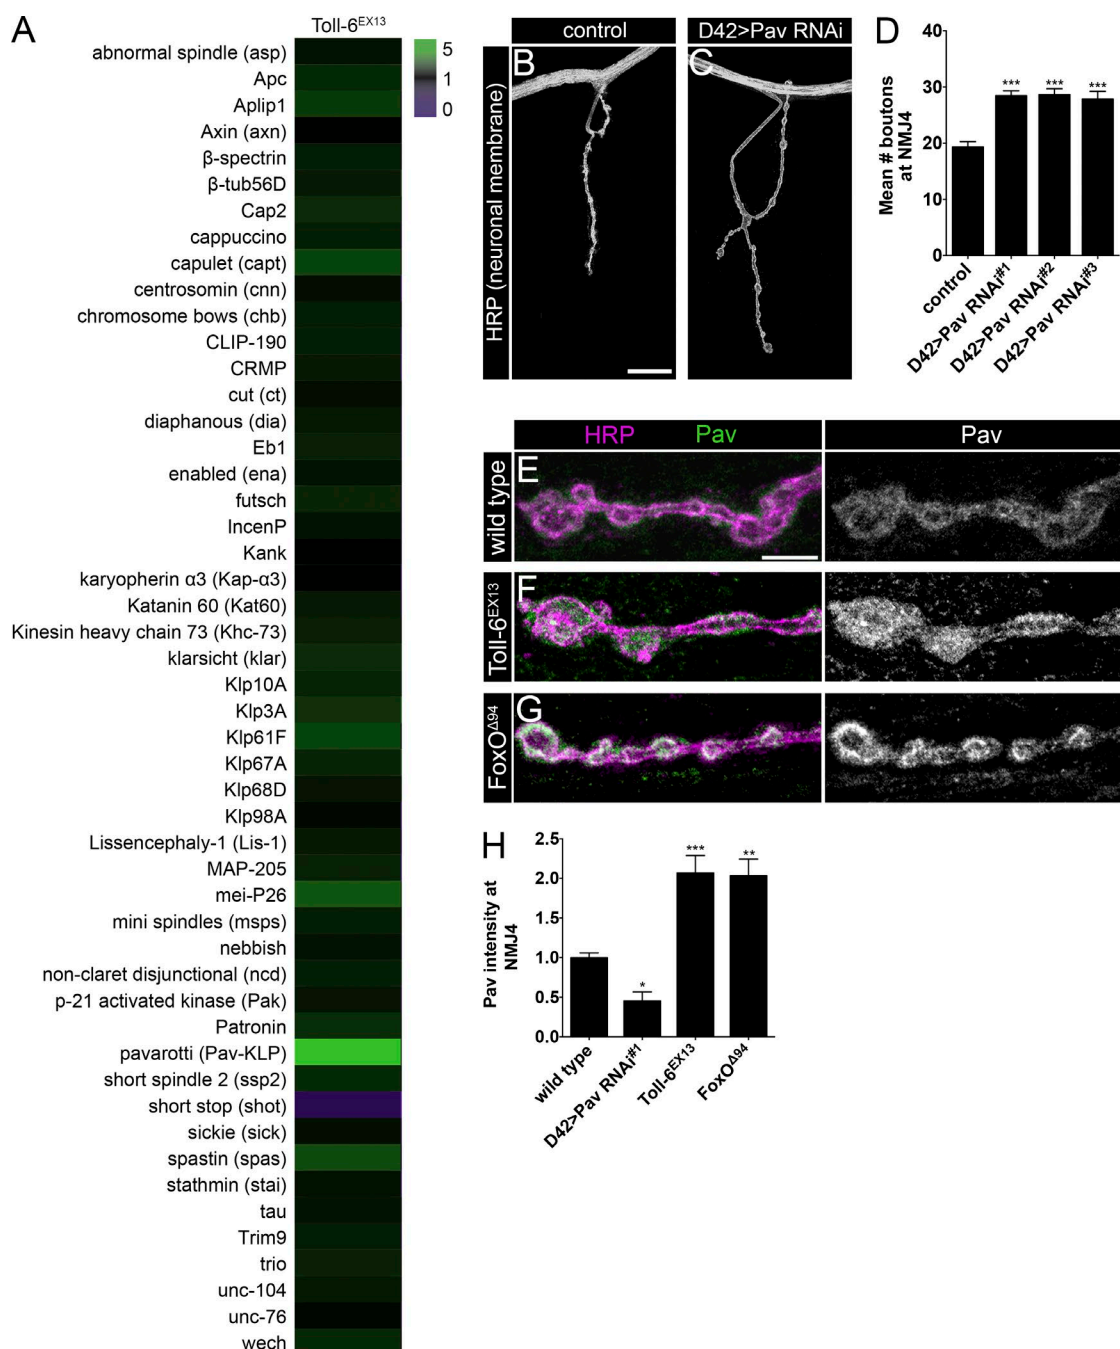 A
Toll-6EX13
5
1
0
abnormal spindle (asp)
Apc
Aplip1
Axin (axn)
β-spectrin
β-tub56D
Cap2
cappuccino
capulet (capt)
centrosomin (cnn)
chromosome bows (chb)
CLIP-190
CRMP
cut (ct)
diaphanous (dia)
Eb1
enabled (ena)
futsch
IncenP
Kank
karyopherin α3 (Kap-α3)
Katanin 60 (Kat60)
Kinesin heavy chain 73 (Khc-73)
klarsicht (klar)
Klp10A
Klp3A
Klp61F
Klp67A
Klp68D
Klp98A
Lissencephaly-1 (Lis-1)
MAP-205
mei-P26
mini spindles (msps)
nebbish
non-claret disjunctional (ncd)
p-21 activated kinase (Pak)
Patronin
pavarotti (Pav-KLP)
short spindle 2 (ssp2)
short stop (shot)
sickie (sick)
spastin (spas)
stathmin (stai)
tau
Trim9
trio
unc-104
unc-76
wech
control
D42>Pav RNAi
HRP (neuronal membrane)
B
C
D
Mean # boutons
at NMJ4
40
30
20
10
0
***
***
***
control
D42>Pav RNAi#1
D42>Pav RNAi#2
D42>Pav RNAi#3
HRP Pav
Pav
wild type
E
Toll-6EX13
F
FoxOΔ94
G
H
Pav intensity at
NMJ4
2.5
2.0
1.0
0.5
0.0
*
***
**
wild type
D42>Pav RNAi#1
Toll-6EX13
FoxOΔ94